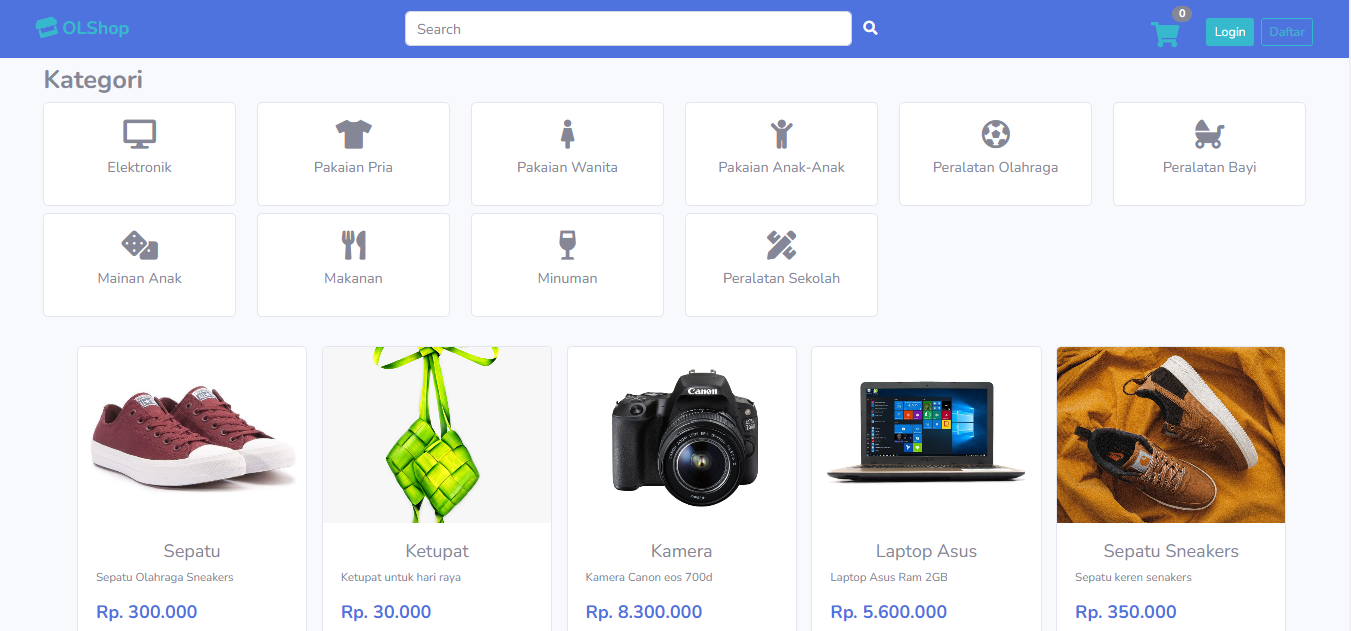 OLShop
Search
0
Login
Daftar
Kategori
Elektronik
Pakaian Pria
Pakaian Wanita
Pakaian Anak-Anak
Peralatan Olahraga
Peralatan Bayi
Mainan Anak
Makanan
Minuman
Peralatan Sekolah
Canon
Sepatu
Sepatu Olahraga Sneakers
Rp. 300.000
Ketupat
Ketupat untuk hari raya
Rp. 30.000
Kamera
Kamera Canon eos 700d
Rp. 8.300.000
Laptop Asus
Laptop Asus Ram 2GB
Rp. 5.600.000
Sepatu Sneakers
Sepatu keren senakers
Rp. 350.000